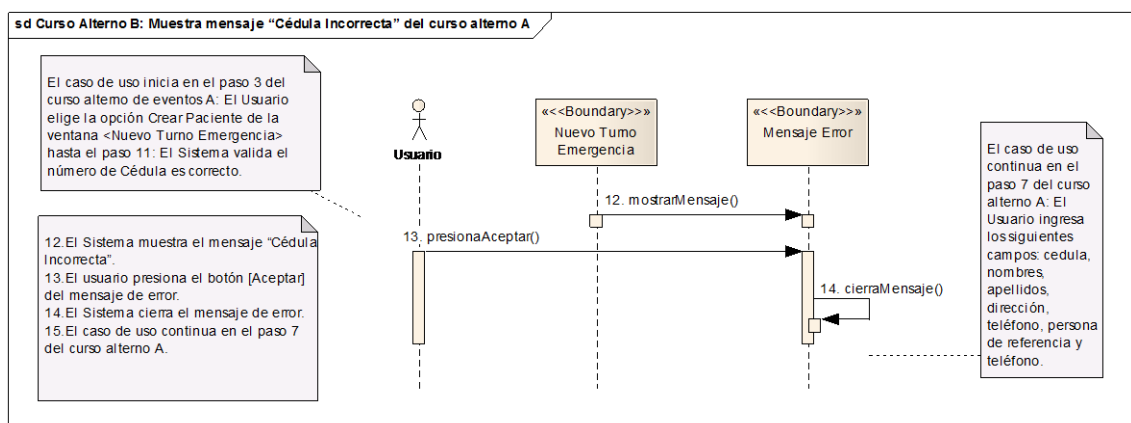 sd Curso Alterno B: Muestra mensaje “Cédula Incorrecta” del curso alterno A
El caso de uso inicia en el paso 3 del
curso alterno de eventos A: El Usuario
elige la opción Crear Paciente de la
ventana <Nuevo Turno Emergencia>
hasta el paso 11: El Sistema valida el
número de Cédula es correcto.
Usuario
«<<Boundary>>»
Nuevo Turno
Emergencia
«<<Boundary>>»
Mensaje Error
12. mostrarMensaje()
13. presionaAceptar()
14. cierraMensaje()
12.El Sistema muestra el mensaje “Cédula
Incorrecta”.
13.El usuario presiona el botón [Aceptar]
del mensaje de error.
14.El Sistema cierra el mensaje de error.
15.El caso de uso continua en el paso 7
del curso alterno A.
El caso de uso
continua en el
paso 7 del curso
alterno A: El
Usuario ingresa
los siguientes
campos: cedula,
nombres,
apellidos,
dirección,
teléfono, persona
de referencia y
teléfono.